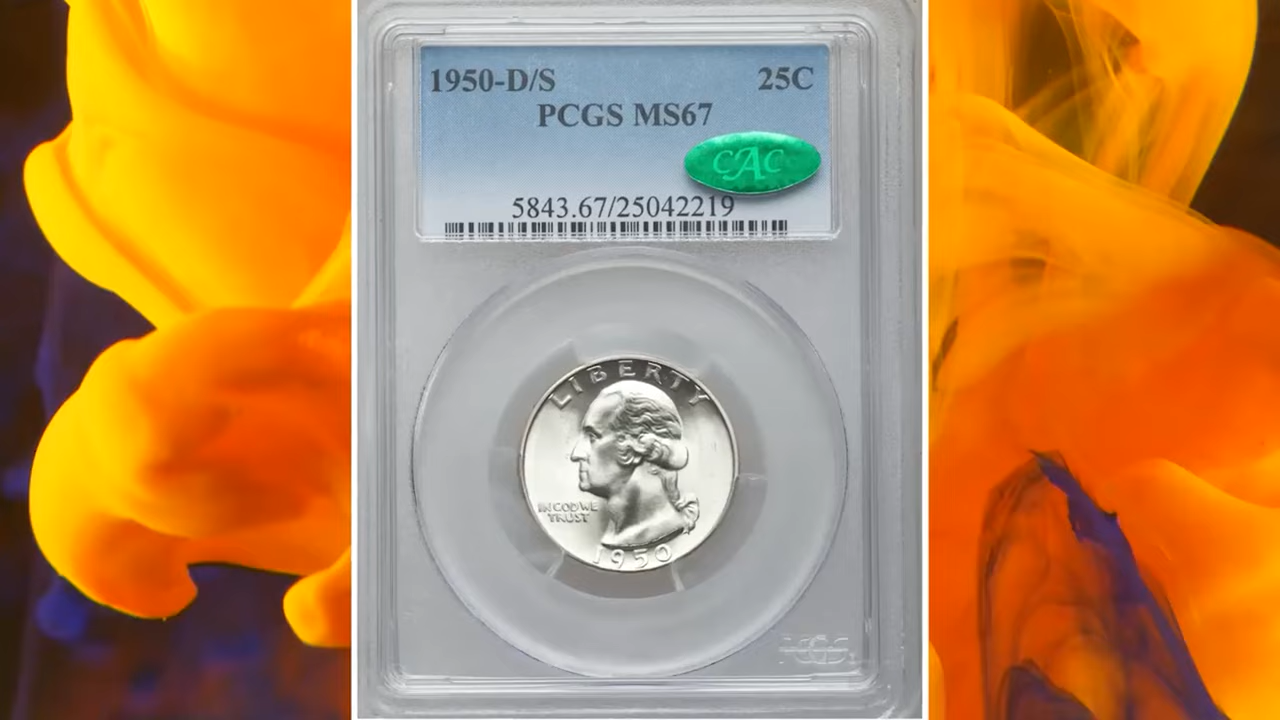 1950-D/S 25C
PCGS MS67
CAC
5843.67/25042219
LIBERTY
IN GOD WE
TRUST
1950
PCGS